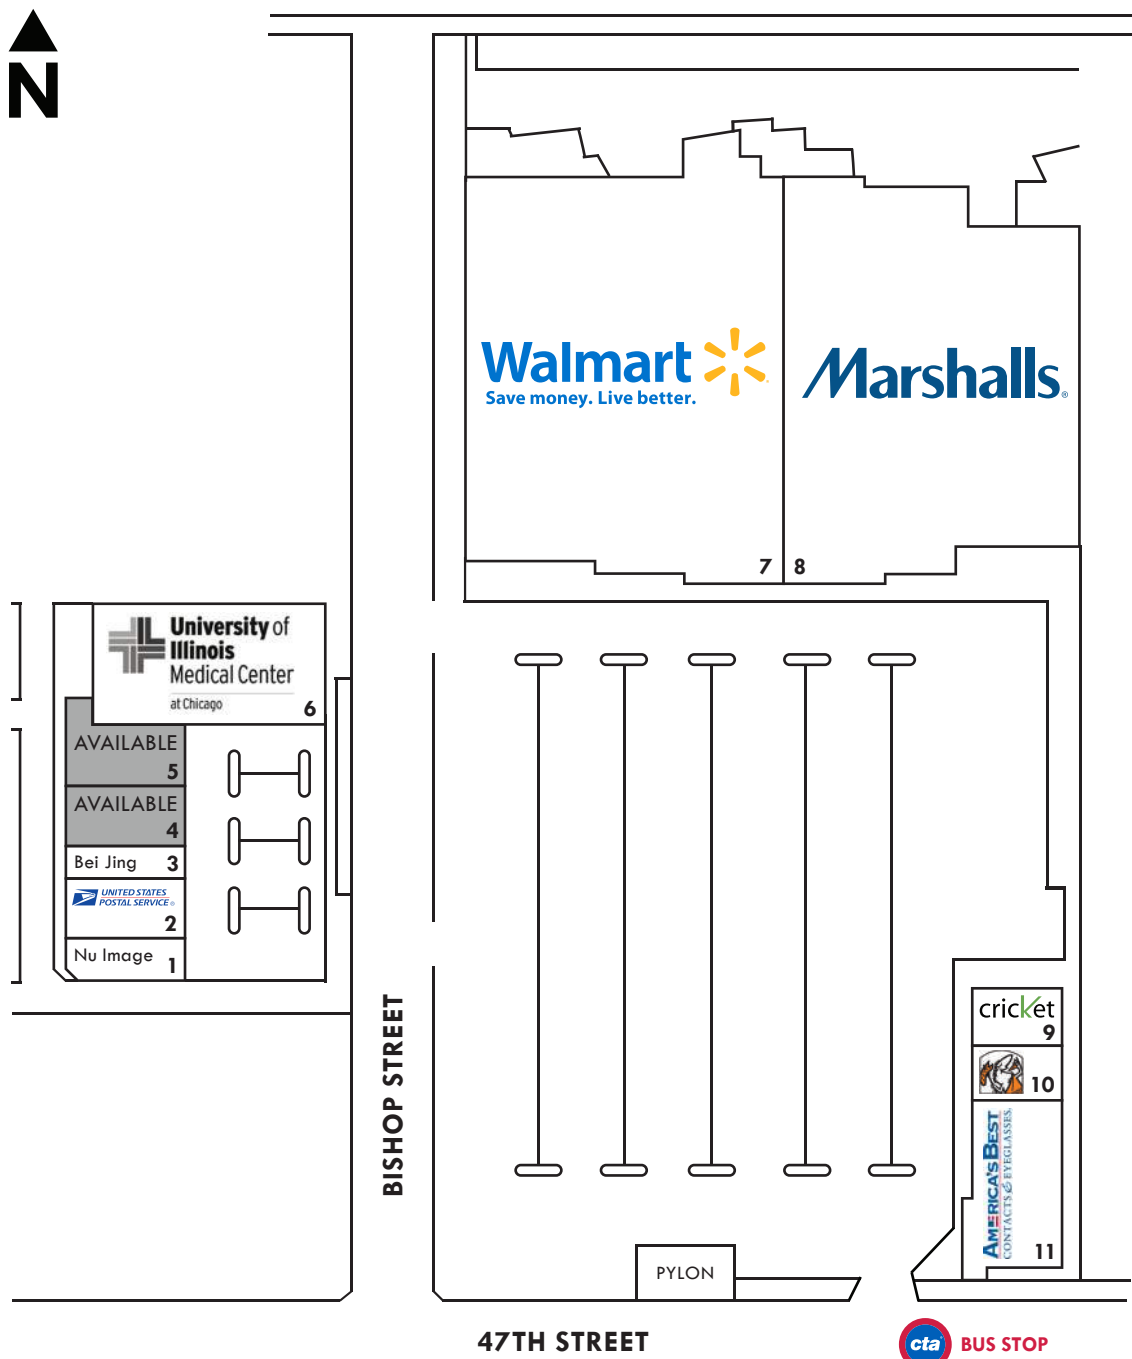 N
Walmart
Save money. Live better.
Marshalls®
7
8
University of
Illinois
Medical Center
at Chicago
6
AVAILABLE
5
AVAILABLE
4
Bei Jing 3
UNITED STATES
POSTAL SERVICE®
2
Nu Image 1
BISHOP STREET
cricket
9
10
AMERICA'S BEST
CONTACTS & EYEGLASSES.
11
PYLON
47TH STREET
cta
BUS STOP